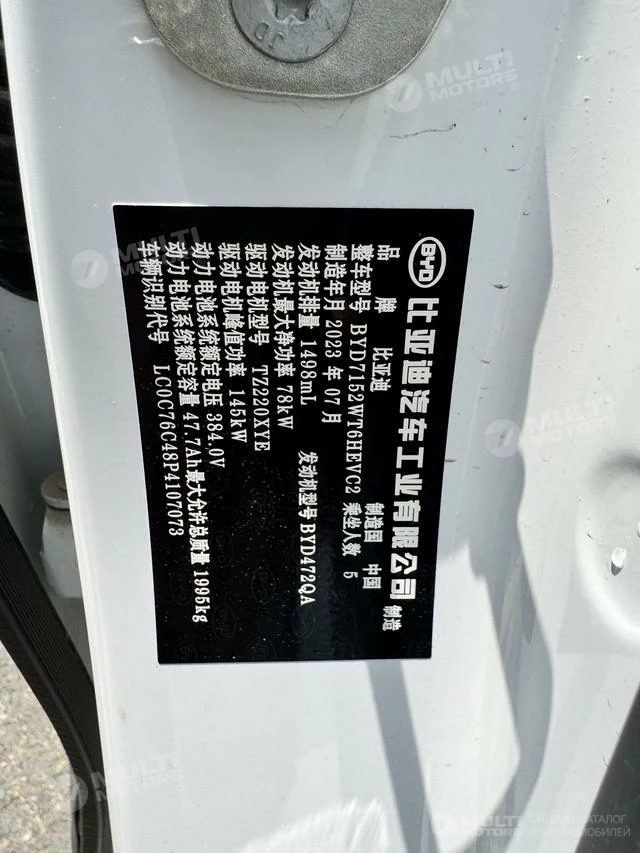 JD
BYD 比亚迪汽车工业有限公司 制造
品牌 比亚迪 制造国 中国
整车型号 BYD7152WT6HEVC2 乘坐人数 5
制造年月 2023 年 07 月
发动机排量 1498mL 发动机型号 BYD472QA
发动机最大净功率 78kW
驱动电机型号 TZ220XYE
驱动电机峰值功率 145kW
动力电池系统额定电压 384.0V
动力电池系统额定容量 47.7Ah 最大允许总质量 1995kg
车辆识别代号 LC0C76C48P4107073
MULTI MOTORS
MULTI MOTORS
MULTI MOTORS
MULTI MOTORS
ОНЛАЙН-КАТАЛОГ
ЭЛЕКТРОМОБИЛЕЙ